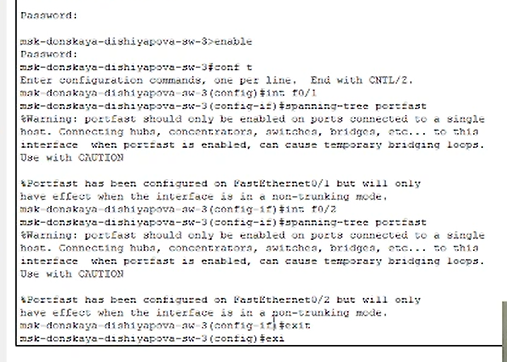 Password:
msk-donskaya-dishiyapova-sw-3>enable
Password:
msk-donskaya-dishiyapova-sw-3#conf t
Enter configuration commands, one per line.  End with CNTL/Z.
msk-donskaya-dishiyapova-sw-3(config)#int f0/1
msk-donskaya-dishiyapova-sw-3(config-if)#spanning-tree portfast
%Warning: portfast should only be enabled on ports connected to a single
host. Connecting hubs, concentrators, switches, bridges, etc... to this
interface  when portfast is enabled, can cause temporary bridging loops.
Use with CAUTION
%Portfast has been configured on FastEthernet0/1 but will only
have effect when the interface is in a non-trunking mode.
msk-donskaya-dishiyapova-sw-3(config-if)#int f0/2
msk-donskaya-dishiyapova-sw-3(config-if)#spanning-tree portfast
%Warning: portfast should only be enabled on ports connected to a single
host. Connecting hubs, concentrators, switches, bridges, etc... to this
interface  when portfast is enabled, can cause temporary bridging loops.
Use with CAUTION
%Portfast has been configured on FastEthernet0/2 but will only
have effect when the interface is in a non-trunking mode.
msk-donskaya-dishiyapova-sw-3(config-if)#exit
msk-donskaya-dishiyapova-sw-3(config)#exi